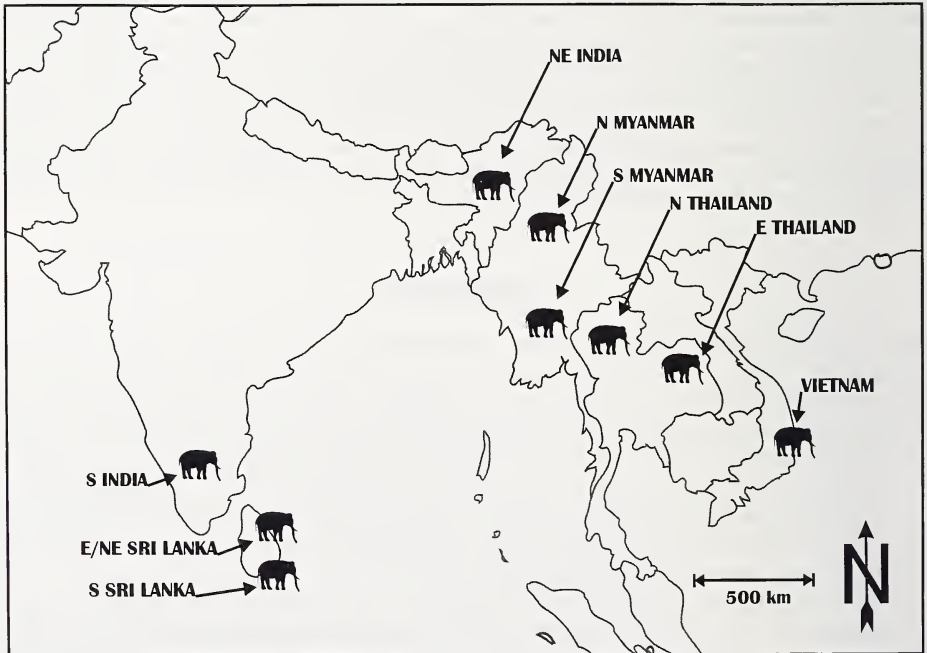 NE INDIA
N MYANMAR
S MYANMAR
N THAILAND
E THAILAND
VIETNAM
S INDIA
E/NE SRI LANKA
S SRI LANKA
500 km
N